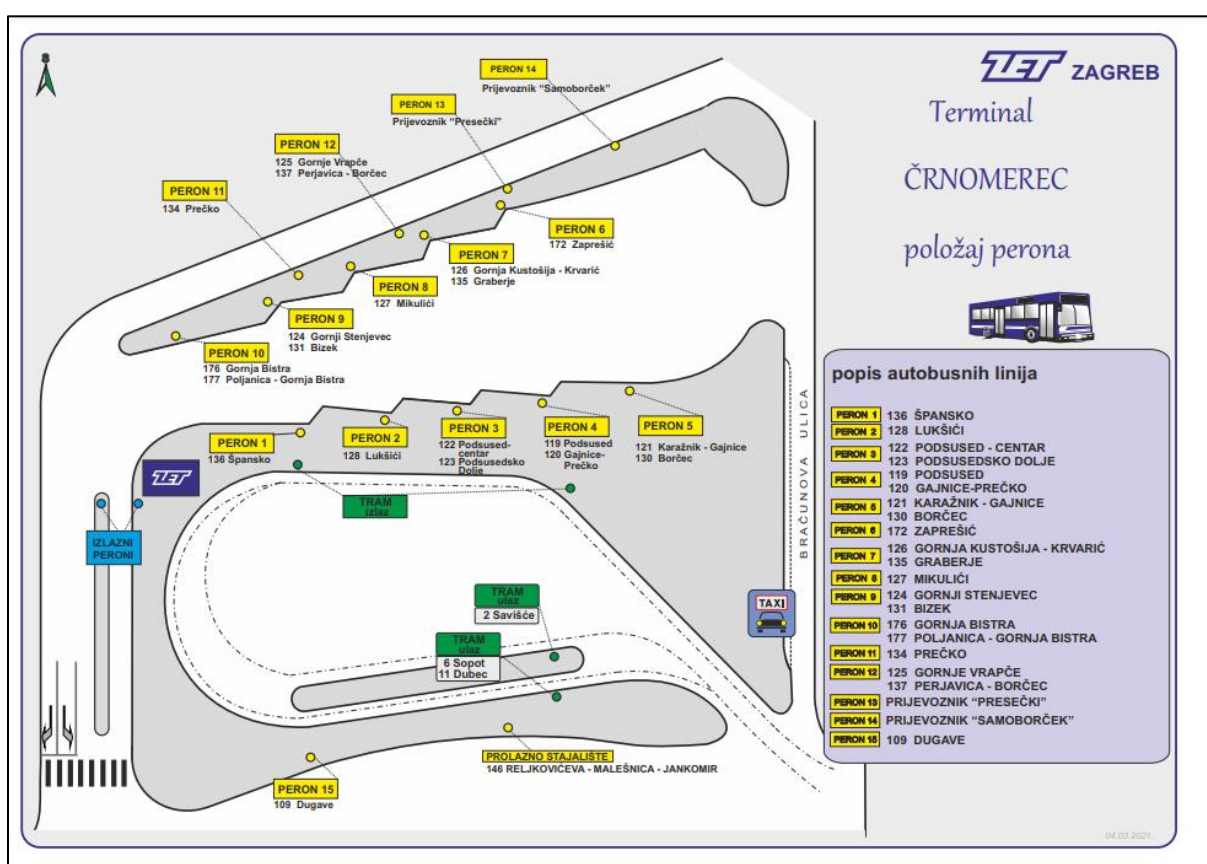 S
ZET ZAGREB
Terminal
ČRNOMEREC
položaj perona
PERON 14
Prijevoznik “Samoborček”
PERON 13
Prijevoznik “Presečki”
PERON 12
125 Gornje Vrapče
137 Perjavica - Borčec
PERON 11
134 Prečko
PERON 6
172 Zaprešić
PERON 7
126 Gornja Kustošija - Krvarić
135 Graberje
PERON 8
127 Mikulići
PERON 9
124 Gornji Stenjevec
131 Bizek
PERON 10
176 Gornja Bistra
177 Poljanica - Gornja Bistra
PERON 1
136 Špansko
PERON 2
128 Lukšići
PERON 3
122 Podsused-
centar
123 Podsusedsko
Dolje
PERON 4
119 Podsused
120 Gajnice-
Prečko
PERON 5
121 Karažnik - Gajnice
130 Borčec
ZET
TRAM
izlaz
IZLAZNI
PERONI
BRAČUNOVA ULICA
TAXI
TRAM
ulaz
2 Savišće
TRAM
ulaz
6 Sopot
11 Dubec
PROLAZNO STAJALIŠTE
146 RELJKOVIĆEVA - MALEŠNICA - JANKOMIR
PERON 15
109 Dugave
popis autobusnih linija
PERON 1 136 ŠPANSKO
PERON 2 128 LUKŠIĆI
PERON 3 122 PODSUSED - CENTAR
123 PODSUSEDSKO DOLJE
PERON 4 119 PODSUSED
120 GAJNICE-PREČKO
PERON 5 121 KARAŽNIK - GAJNICE
130 BORČEC
PERON 6 172 ZAPREŠIĆ
PERON 7 126 GORNJA KUSTOŠIJA - KRVARIĆ
135 GRABERJE
PERON 8 127 MIKULIĆI
PERON 9 124 GORNJI STENJEVEC
131 BIZEK
PERON 10 176 GORNJA BISTRA
177 POLJANICA - GORNJA BISTRA
PERON 11 134 PREČKO
PERON 12 125 GORNJE VRAPČE
137 PERJAVICA - BORČEC
PERON 13 PRIJEVOZNIK “PRESEČKI”
PERON 14 PRIJEVOZNIK “SAMOBORČEK”
PERON 15 109 DUGAVE
04.03.2021..